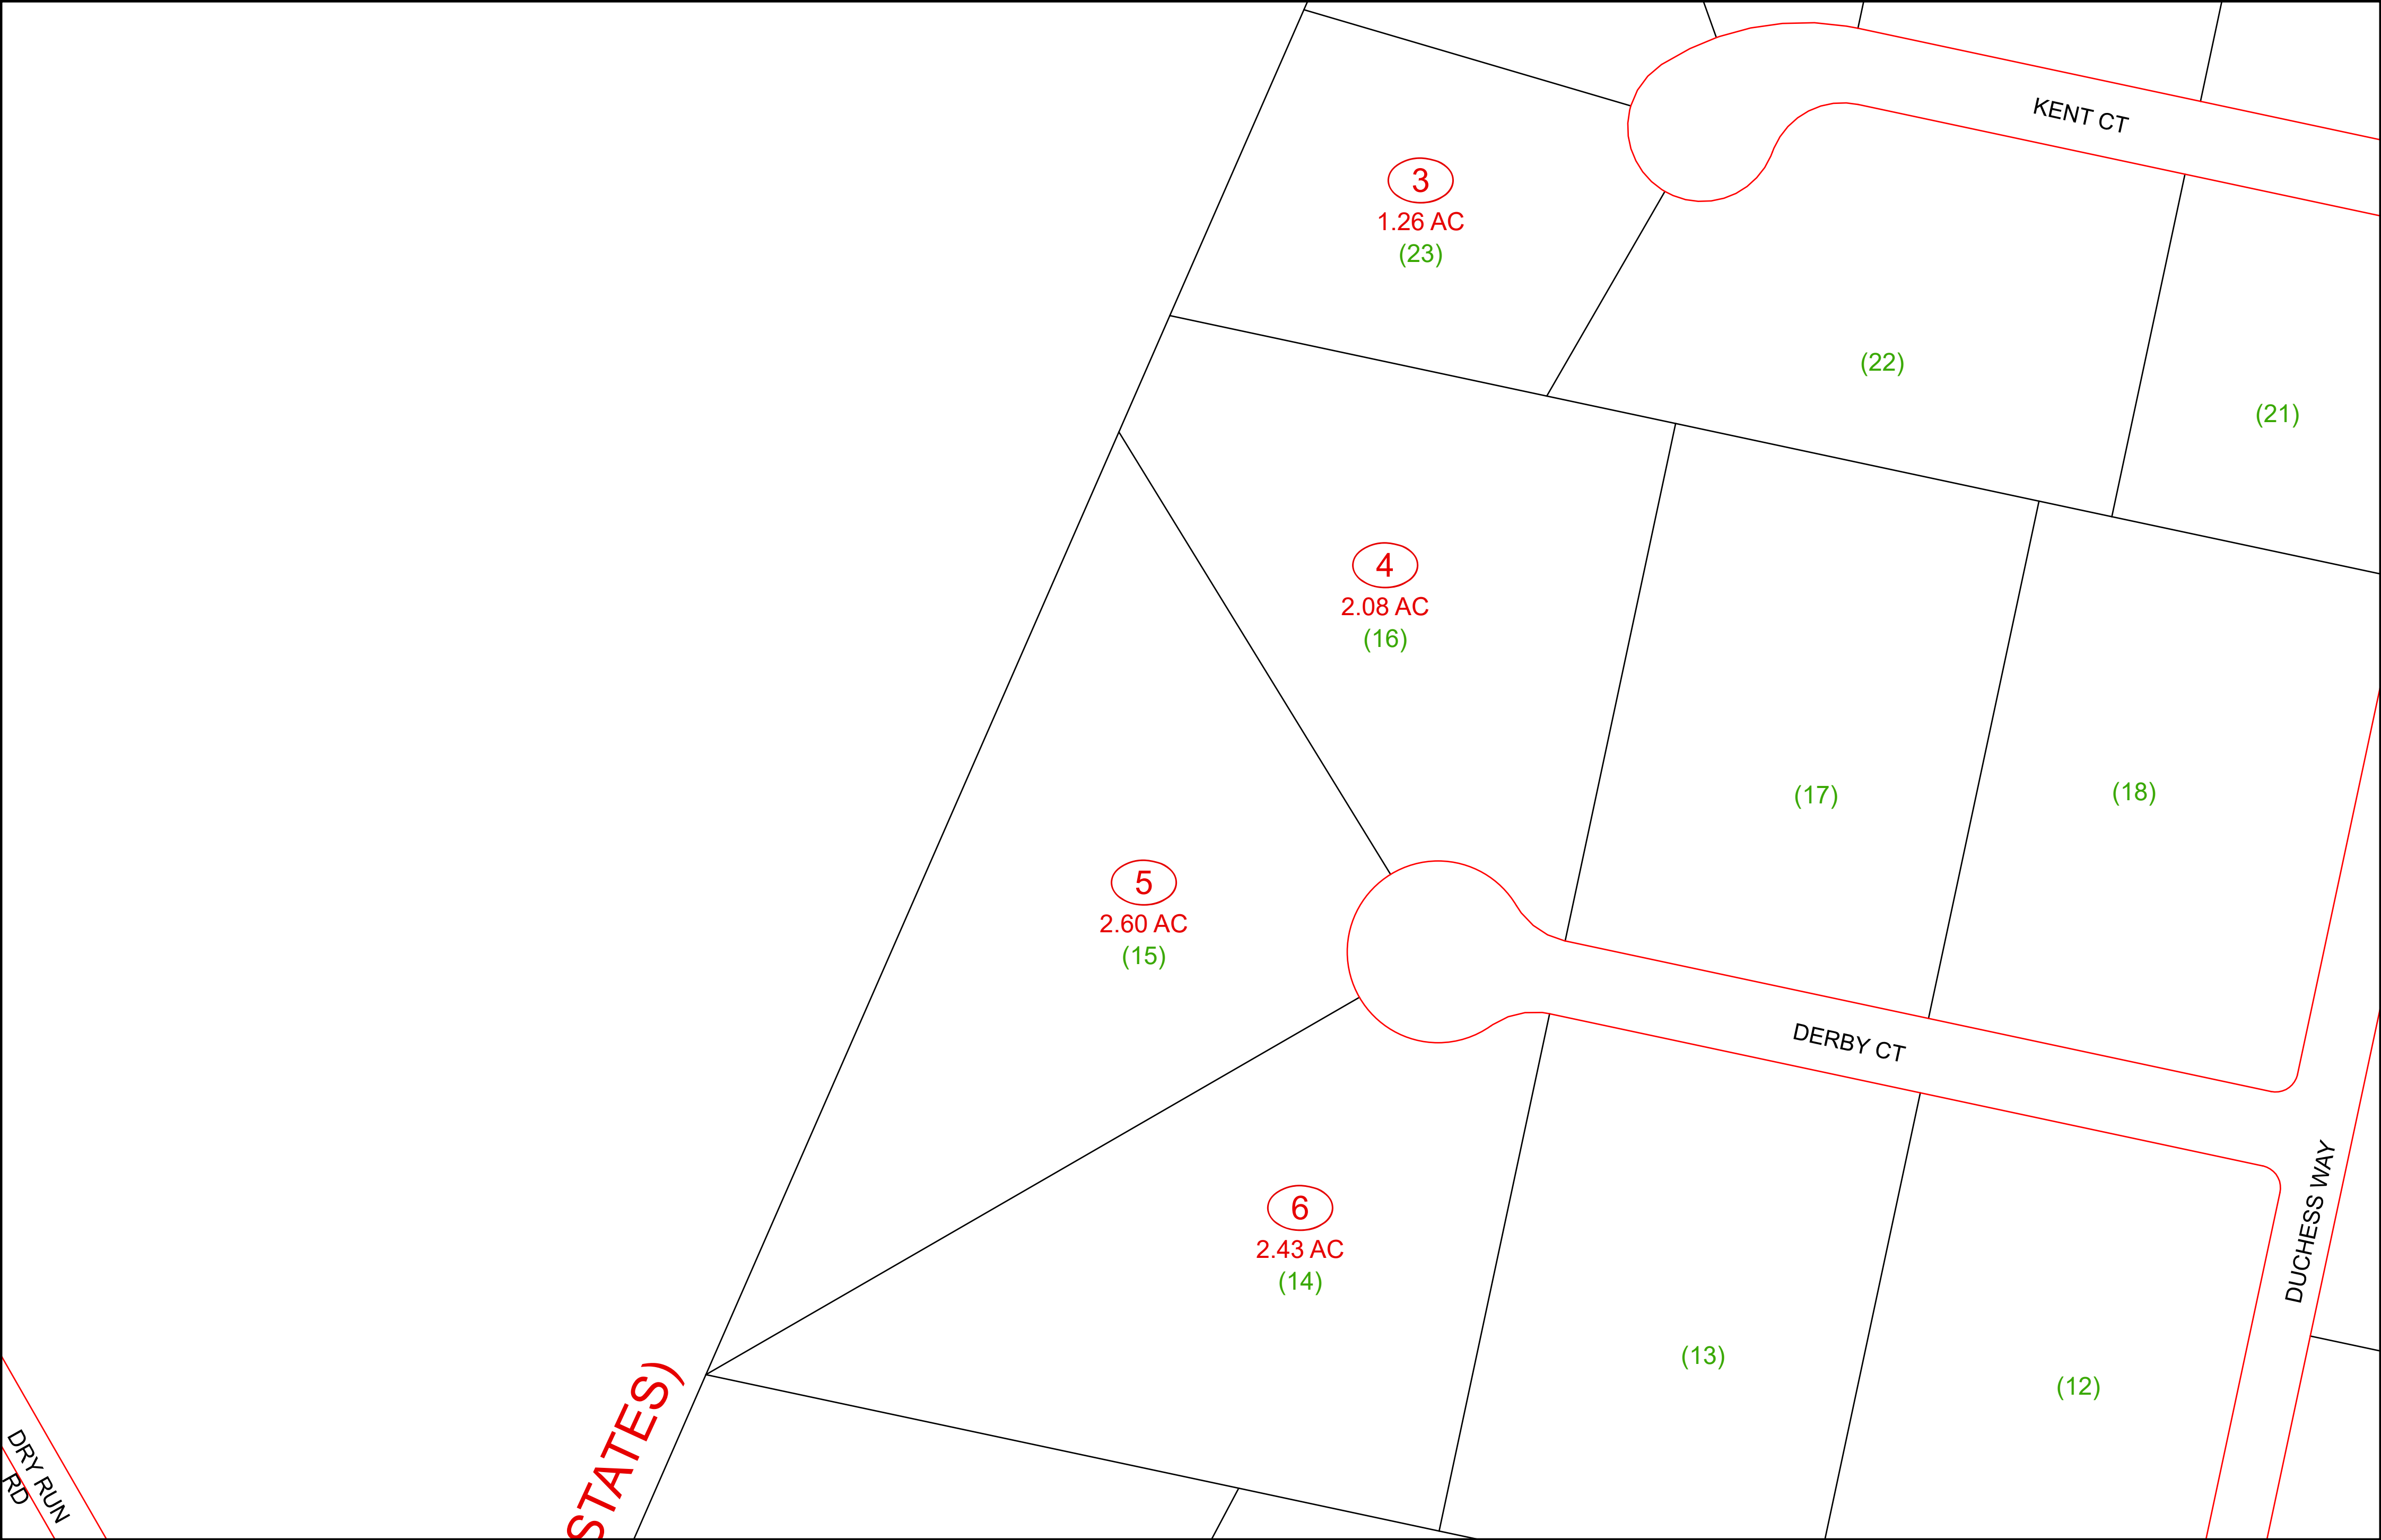 KENT CT
3
1.26 AC
(23)
(22)
(21)
4
2.08 AC
(16)
(17)
(18)
5
2.60 AC
(15)
DERBY CT
6
2.43 AC
(14)
DUCHESS WAY
(13)
(12)
STATES)
DRY RUN
RD